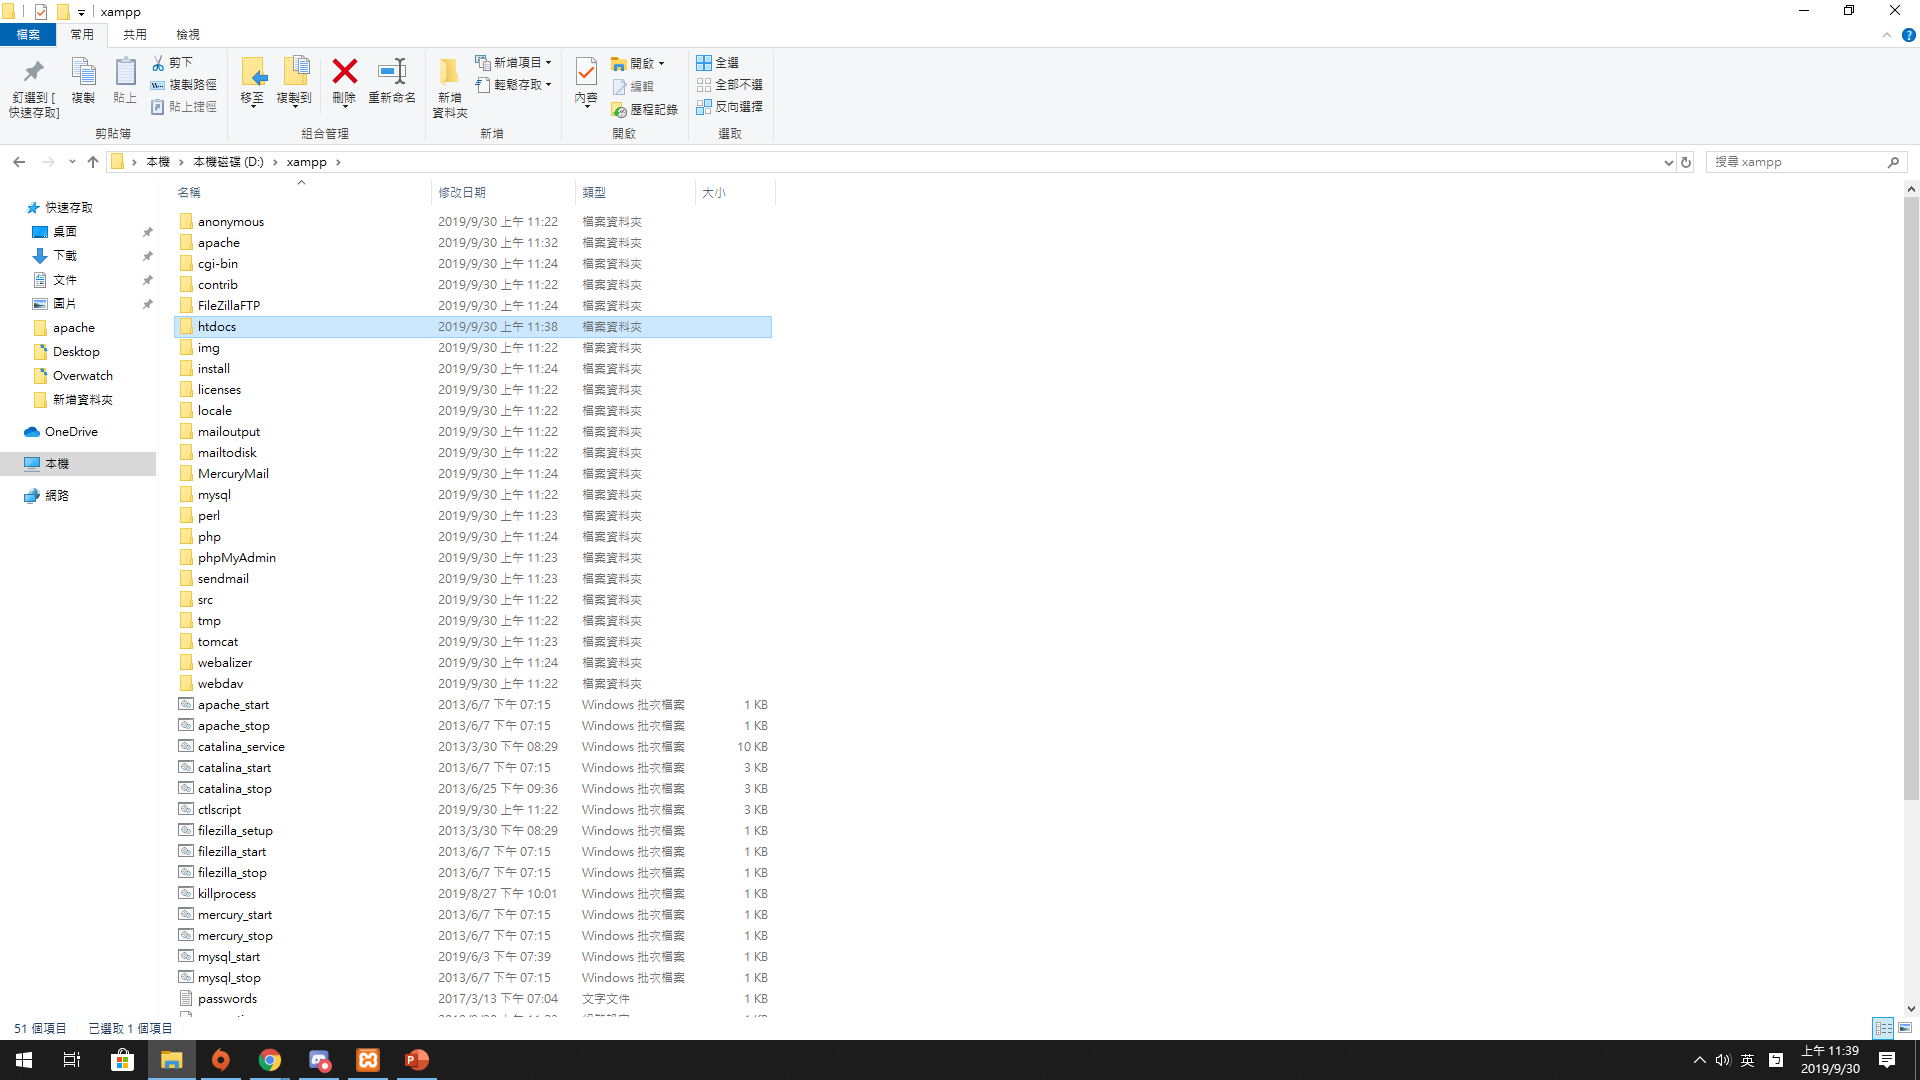 xampp
檔案 常用 共用 檢視
釘選到 [快速存取]
複製
貼上
剪下
複製路徑
貼上捷徑
剪貼簿
移至
複製到
刪除
重新命名
組合管理
新增資料夾
新增項目
輕鬆存取
新增
內容
開啟
編輯
歷程記錄
開啟
全選
全部不選
反向選擇
選取
本機 › 本機磁碟 (D:) › xampp ›
搜尋 xampp
快速存取
桌面
下載
文件
圖片
apache
Desktop
Overwatch
新增資料夾
OneDrive
本機
網路
名稱 修改日期 類型 大小
anonymous 2019/9/30 上午 11:22 檔案資料夾
apache 2019/9/30 上午 11:32 檔案資料夾
cgi-bin 2019/9/30 上午 11:24 檔案資料夾
contrib 2019/9/30 上午 11:22 檔案資料夾
FileZillaFTP 2019/9/30 上午 11:24 檔案資料夾
htdocs 2019/9/30 上午 11:38 檔案資料夾
img 2019/9/30 上午 11:22 檔案資料夾
install 2019/9/30 上午 11:24 檔案資料夾
licenses 2019/9/30 上午 11:22 檔案資料夾
locale 2019/9/30 上午 11:22 檔案資料夾
mailoutput 2019/9/30 上午 11:22 檔案資料夾
mailtodisk 2019/9/30 上午 11:22 檔案資料夾
MercuryMail 2019/9/30 上午 11:24 檔案資料夾
mysql 2019/9/30 上午 11:22 檔案資料夾
perl 2019/9/30 上午 11:23 檔案資料夾
php 2019/9/30 上午 11:24 檔案資料夾
phpMyAdmin 2019/9/30 上午 11:23 檔案資料夾
sendmail 2019/9/30 上午 11:23 檔案資料夾
src 2019/9/30 上午 11:22 檔案資料夾
tmp 2019/9/30 上午 11:22 檔案資料夾
tomcat 2019/9/30 上午 11:23 檔案資料夾
webalizer 2019/9/30 上午 11:24 檔案資料夾
webdav 2019/9/30 上午 11:22 檔案資料夾
apache_start 2013/6/7 下午 07:15 Windows 批次檔案 1 KB
apache_stop 2013/6/7 下午 07:15 Windows 批次檔案 1 KB
catalina_service 2013/3/30 下午 08:29 Windows 批次檔案 10 KB
catalina_start 2013/6/7 下午 07:15 Windows 批次檔案 3 KB
catalina_stop 2013/6/25 下午 09:36 Windows 批次檔案 3 KB
ctlscript 2019/9/30 上午 11:22 Windows 批次檔案 3 KB
filezilla_setup 2013/3/30 下午 08:29 Windows 批次檔案 1 KB
filezilla_start 2013/6/7 下午 07:15 Windows 批次檔案 1 KB
filezilla_stop 2013/6/7 下午 07:15 Windows 批次檔案 1 KB
killprocess 2019/8/27 下午 10:01 Windows 批次檔案 1 KB
mercury_start 2013/6/7 下午 07:15 Windows 批次檔案 1 KB
mercury_stop 2013/6/7 下午 07:15 Windows 批次檔案 1 KB
mysql_start 2019/6/3 下午 07:39 Windows 批次檔案 1 KB
mysql_stop 2013/6/7 下午 07:15 Windows 批次檔案 1 KB
passwords 2017/3/13 下午 07:04 文字文件 1 KB
51 個項目 已選取 1 個項目
英
上午 11:39
2019/9/30